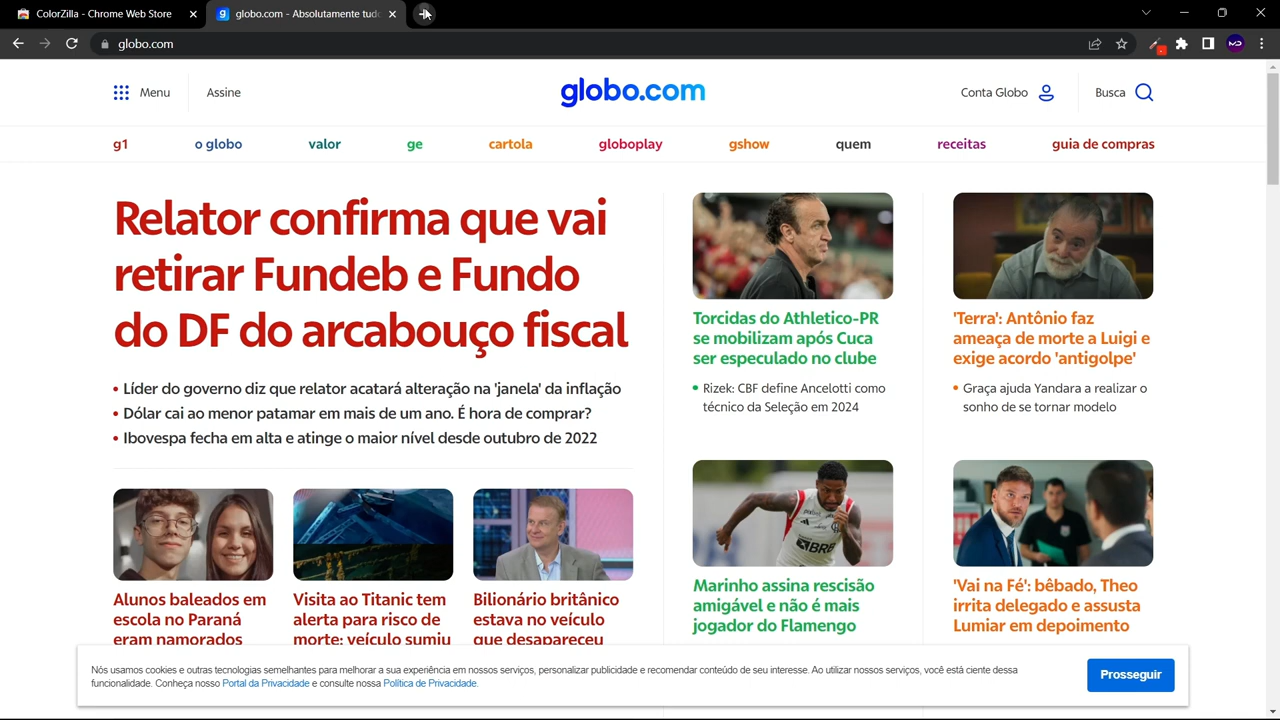 ColorZilla - Chrome Web Store
globo.com - Absolutamente tud
globo.com
Menu
Assine
globo.com
Conta Globo
Busca
g1
o globo
valor
ge
cartola
globoplay
gshow
quem
receitas
guia de compras
Relator confirma que vai
retirar Fundeb e Fundo
do DF do arcabouço fiscal
• Líder do governo diz que relator acatará alteração na 'janela' da inflação
• Dólar cai ao menor patamar em mais de um ano. É hora de comprar?
• Ibovespa fecha em alta e atinge o maior nível desde outubro de 2022
Alunos baleados em
escola no Paraná
eram namorados
Visita ao Titanic tem
alerta para risco de
morte; veículo sumiu
Bilionário britânico
estava no veículo
que desapareceu
Torcidas do Athletico-PR
se mobilizam após Cuca
ser especulado no clube
• Rizek: CBF define Ancelotti como
técnico da Seleção em 2024
BRB
Marinho assina rescisão
amigável e não é mais
jogador do Flamengo
'Terra': Antônio faz
ameaça de morte a Luigi e
exige acordo 'antigolpe'
• Graça ajuda Yandara a realizar o
sonho de se tornar modelo
'Vai na Fé': bêbado, Theo
irrita delegado e assusta
Lumiar em depoimento
Nós usamos cookies e outras tecnologias semelhantes para melhorar a sua experiência em nossos serviços, personalizar publicidade e recomendar conteúdo de seu interesse. Ao utilizar nossos serviços, você está ciente dessa
funcionalidade. Conheça nosso Portal da Privacidade e consulte nossa Política de Privacidade.
Prosseguir